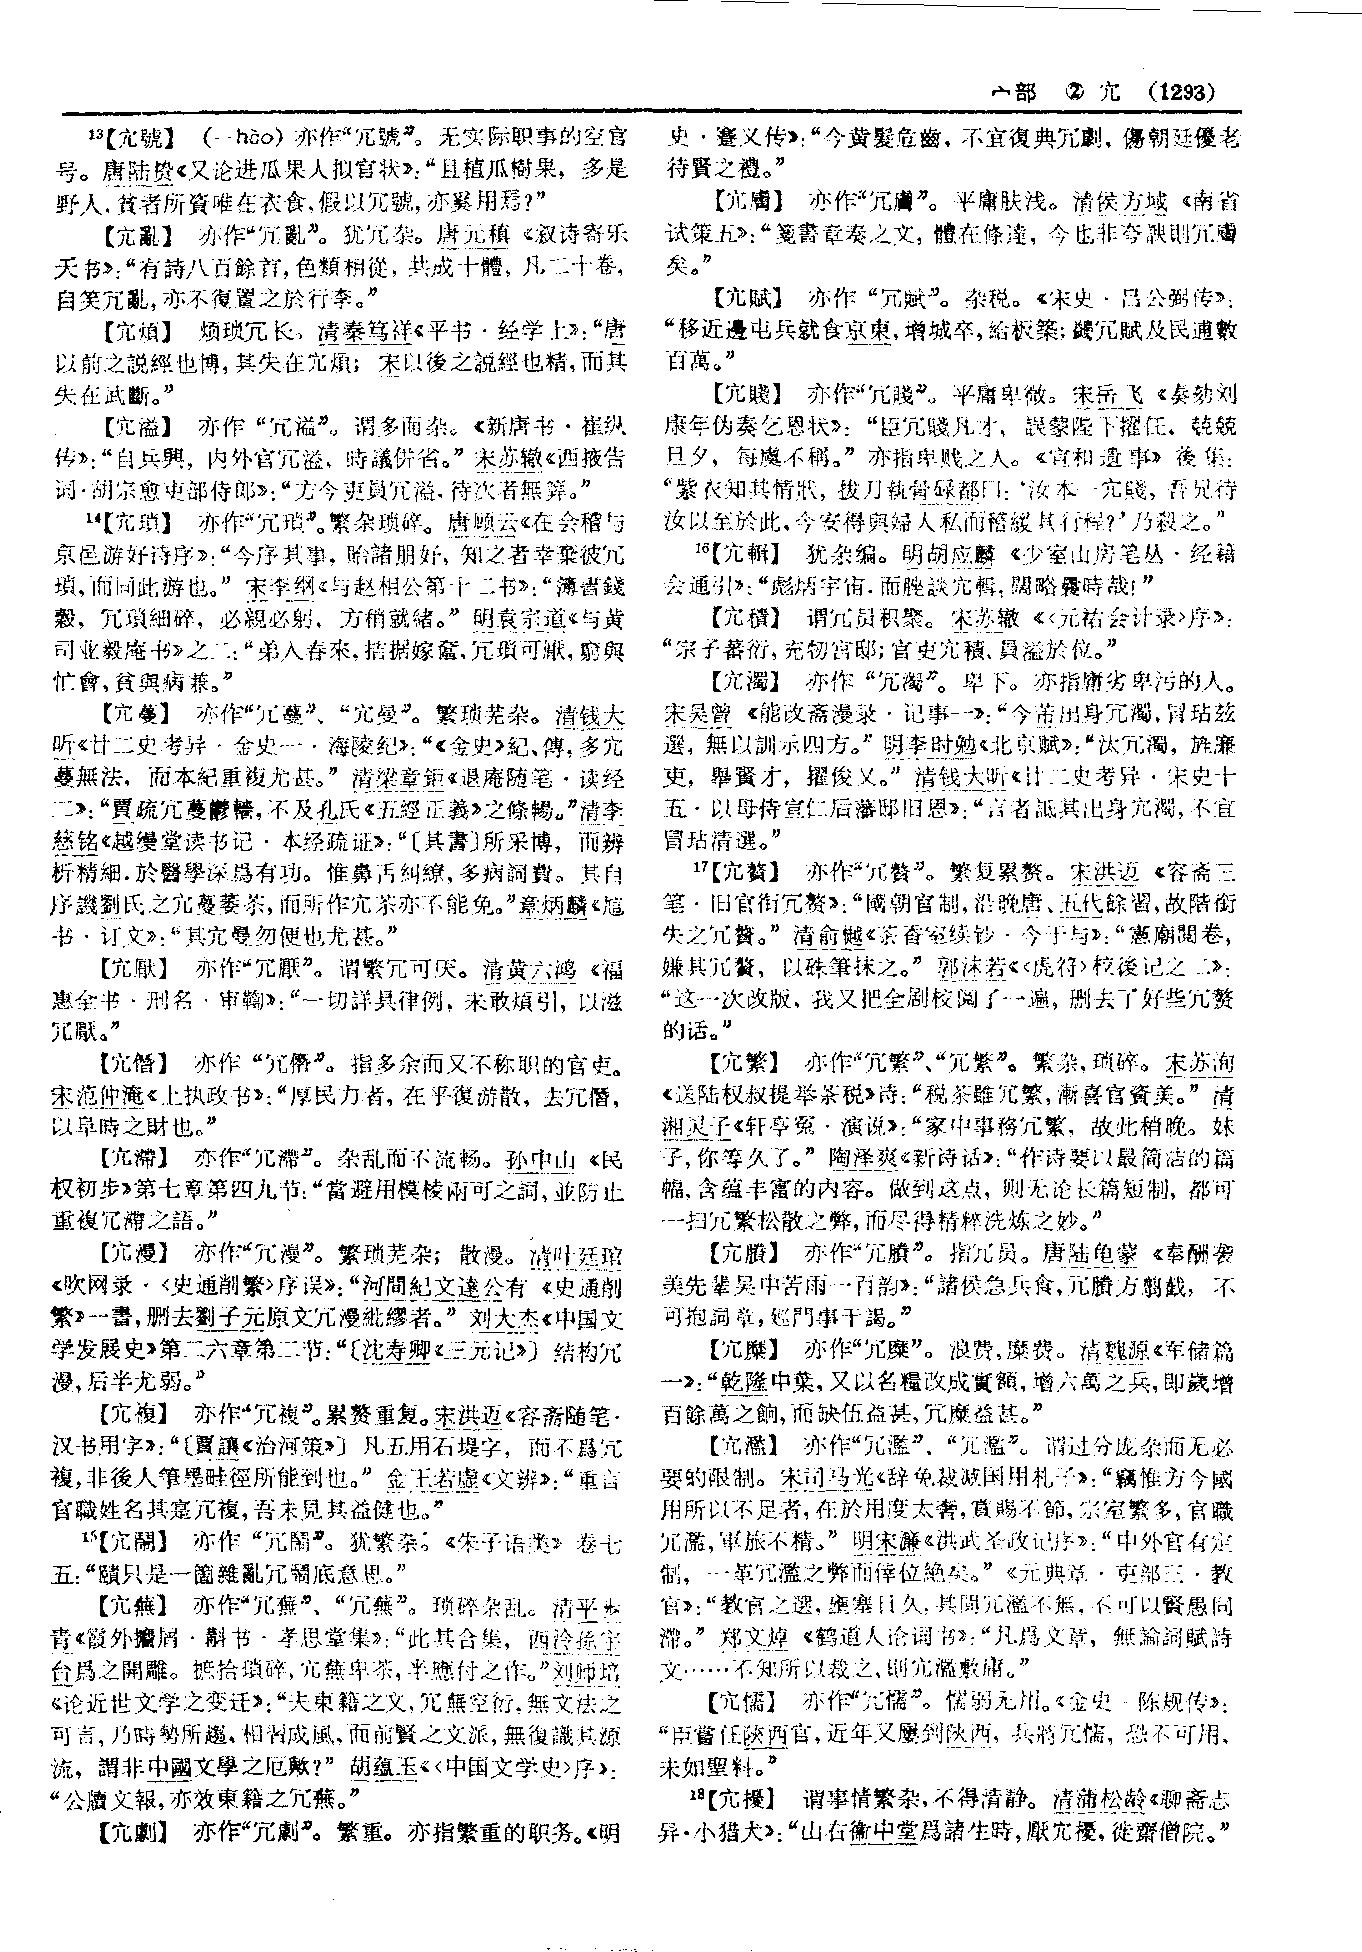 宀部 ② 宂 (1293)
¹³【宂號】 (—hào) 亦作“冗號”。无实际职事的空官
号。唐陆贽《又论进瓜果人拟官状》：“且植瓜樹果，多是
野人，貧者所資唯在衣食，假以冗號，亦奚用焉？”
【宂亂】 亦作“冗亂”。犹冗杂。唐元稹《叙诗寄乐
天书》：“有詩八百餘首，色類相從，共成十體，凡二十卷，
自笑冗亂，亦不復置之於行李。”
【宂煩】 烦琐冗长。清秦笃祥《平书·经学上》：“唐
以前之説經也博，其失在宂煩；宋以後之説經也精，而其
失在武斷。”
【宂溢】 亦作“冗溢”。谓多而杂。《新唐书·崔纵
传》：“自兵興，内外官冗溢，時議併省。”宋苏辙《西掖告
词·胡宗愈吏部侍郎》：“方今吏員冗溢，待次者無算。”
¹⁴【宂瑣】 亦作“冗瑣”。繁杂琐碎。唐顾云《在会稽与
京邑游好诗序》：“今序其事，貽諸朋好，知之者幸棄彼冗
瑣，而同此游也。”宋李纲《与赵相公第十二书》：“簿書錢
穀，冗瑣細碎，必親必躬，方稍就緒。”明袁宗道《与黄
司业毅庵书》之二：“弟入春來，拮据嫁奩，冗瑣可厭，窮與
忙會，貧與病兼。”
【宂蔓】 亦作“冗蔓”、“宂曼”。繁琐芜杂。清钱大
昕《廿二史考异·金史一·海陵纪》：“《金史》紀、傳，多宂
蔓無法，而本紀重複尤甚。”清梁章钜《退庵随笔·读经
二》：“賈疏冗蔓鬱轖，不及孔氏《五經正義》之條暢。”清李
慈铭《越缦堂读书记·本经疏证》：“〔其書〕所采博，而辨
析精細，於醫學深爲有功。惟鼻舌糾繚，多病詞費。其自
序譏劉氏之宂蔓萎苶，而所作宂苶亦不能免。”章炳麟《訄
书·订文》：“其宂曼勿便也尤甚。”
【宂厭】 亦作“冗厭”。谓繁冗可厌。清黄六鸿《福
惠全书·刑名·审鞫》：“一切詳具律例，未敢煩引，以滋
冗厭。”
【宂僭】 亦作“冗僭”。指多余而又不称职的官吏。
宋范仲淹《上执政书》：“厚民力者，在乎復游散，去冗僭，
以阜時之財也。”
【宂滯】 亦作“冗滯”。杂乱而不流畅。孙中山《民
权初步》第七章第四九节：“當避用模棱兩可之詞，並防止
重複冗滯之語。”
【宂漫】 亦作“冗漫”。繁琐芜杂；散漫。清叶廷琯
《吹网录·〈史通削繁〉序误》：“河間紀文達公有《史通削
繁》一書，删去劉子元原文冗漫紕繆者。”刘大杰《中国文
学发展史》第二六章第二节：“〔沈寿卿《三元记》〕结构冗
漫，后半尤弱。”
【宂複】 亦作“冗複”。累赘重复。宋洪迈《容斋随笔·
汉书用字》：“〔賈讓《治河策》〕凡五用石堤字，而不爲冗
複，非後人筆墨畦徑所能到也。”金王若虚《文辨》：“重言
官職姓名其寔冗複，吾未見其益健也。”
¹⁵【宂鬧】 亦作“冗鬧”。犹繁杂。《朱子语类》卷七
五：“賾只是一箇雜亂冗鬧底意思。”
【宂蕪】 亦作“冗蕪”、“宂蕪”。琐碎杂乱。清平步
青《霞外攟屑·斠书·孝思堂集》：“此其合集，西泠孫宇
台爲之開雕。摭拾瑣碎，宂蕪卑苶，半應付之作。”刘师培
《论近世文学之变迁》：“夫東籍之文，冗蕪空衍，無文法之
可言，乃時勢所趨，相習成風，而前賢之文派，無復識其源
流，謂非中國文學之厄歟？”胡蕴玉《〈中国文学史〉序》：
“公牘文報，亦效東籍之冗蕪。”
【宂劇】 亦作“冗劇”。繁重。亦指繁重的职务。《明
史·蹇义传》：“今黄髮危齒，不宜復典冗劇，傷朝廷優老
待賢之禮。”
【宂膚】 亦作“冗膚”。平庸肤浅。清侯方域《南省
试策五》：“箋書章奏之文，體在條達，今也非夸誕則冗膚
矣。”
【宂賦】 亦作“冗賦”。杂税。《宋史·吕公弼传》：
“移近邊屯兵就食京東，增城卒，給板築；蠲冗賦及民逋數
百萬。”
【宂賤】 亦作“冗賤”。平庸卑微。宋岳飞《奏劾刘
康年伪奏乞恩状》：“臣冗賤凡才，誤蒙陛下擢任，兢兢
旦夕，每虞不稱。”亦指卑贱之人。《宣和遗事》後集：
“紫衣知其情狀，拔刀執骨碌都曰：‘汝本一宂賤，吾兄待
汝以至於此，今安得與婦人私而稽緩其行程？’乃殺之。”
¹⁶【宂輯】 犹杂编。明胡应麟《少室山房笔丛·经籍
会通引》：“彪炳宇宙，而脞談宂輯，闊略曩時哉！”
【宂積】 谓冗员积聚。宋苏辙《〈元祐会计录〉序》：
“宗子蕃衍，充牣宫邸；官吏宂積，員溢於位。”
【宂濁】 亦作“冗濁”。卑下。亦指庸劣卑污的人。
宋吴曾《能改斋漫录·记事一》：“今芾出身冗濁，冒玷兹
選，無以訓示四方。”明李时勉《北京赋》：“汰冗濁，旌廉
吏，舉賢才，擢俊乂。”清钱大昕《廿二史考异·宋史十
五·以母侍宣仁后藩邸旧恩》：“言者詆其出身宂濁，不宜
冒玷清選。”
¹⁷【宂贅】 亦作“冗贅”。繁复累赘。宋洪迈《容斋三
笔·旧官衔冗赘》：“國朝官制，沿晚唐、五代餘習，故階銜
失之冗贅。”清俞樾《茶香室续钞·今于与》：“憲廟閲卷，
嫌其冗贅，以硃筆抹之。”郭沫若《〈虎符〉校後记之二》：
“这一次改版，我又把全剧校阅了一遍，删去了好些冗赘
的话。”
【宂繁】 亦作“冗繁”、“宂繁”。繁杂，琐碎。宋苏洵
《送陆权叔提举茶税》诗：“税茶雖冗繁，漸喜官資美。”清
湘灵子《轩亭冤·演说》：“家中事務冗繁，故此稍晚。妹
子，你等久了。”陶泽爽《新诗话》：“作诗要以最简洁的篇
幅，含蕴丰富的内容。做到这点，则无论长篇短制，都可
一扫冗繁松散之弊，而尽得精粹洗炼之妙。”
【宂賸】 亦作“冗賸”。指冗员。唐陆龟蒙《奉酬袭
美先辈吴中苦雨一百韵》：“諸侯急兵食，冗賸方翦截，不
可抱詞章，巡門事干謁。”
【宂糜】 亦作“冗糜”。浪费，糜费。清魏源《军储篇
一》：“乾隆中葉，又以名糧改成實額，增六萬之兵，即歲增
百餘萬之餉，而缺伍益甚，冗糜益甚。”
【宂濫】 亦作“冗濫”、“宂濫”。谓过分庞杂而无必
要的限制。宋司马光《辞免裁减国用札子》：“竊惟方今國
用所以不足者，在於用度太奢，賞賜不節，宗室繁多，官職
冗濫，軍旅不精。”明宋濂《洪武圣政记序》：“中外官有定
制，一革冗濫之弊而倖位絶矣。”《元典章·吏部三·教
官》：“教官之選，壅塞日久，其間冗濫不無，不可以賢愚同
滯。”郑文焯《鹤道人论词书》：“凡爲文章，無論詞賦詩
文……不知所以裁之，則宂濫敷庸。”
【宂懦】 亦作“冗懦”。懦弱无用。《金史·陈规传》：
“臣嘗任陝西官，近年又屢到陝西，兵將冗懦，恐不可用，
未如聖料。”
¹⁸【宂擾】 谓事情繁杂，不得清静。清蒲松龄《聊斋志
异·小猎犬》：“山右衞中堂爲諸生時，厭宂擾，徙齋僧院。”